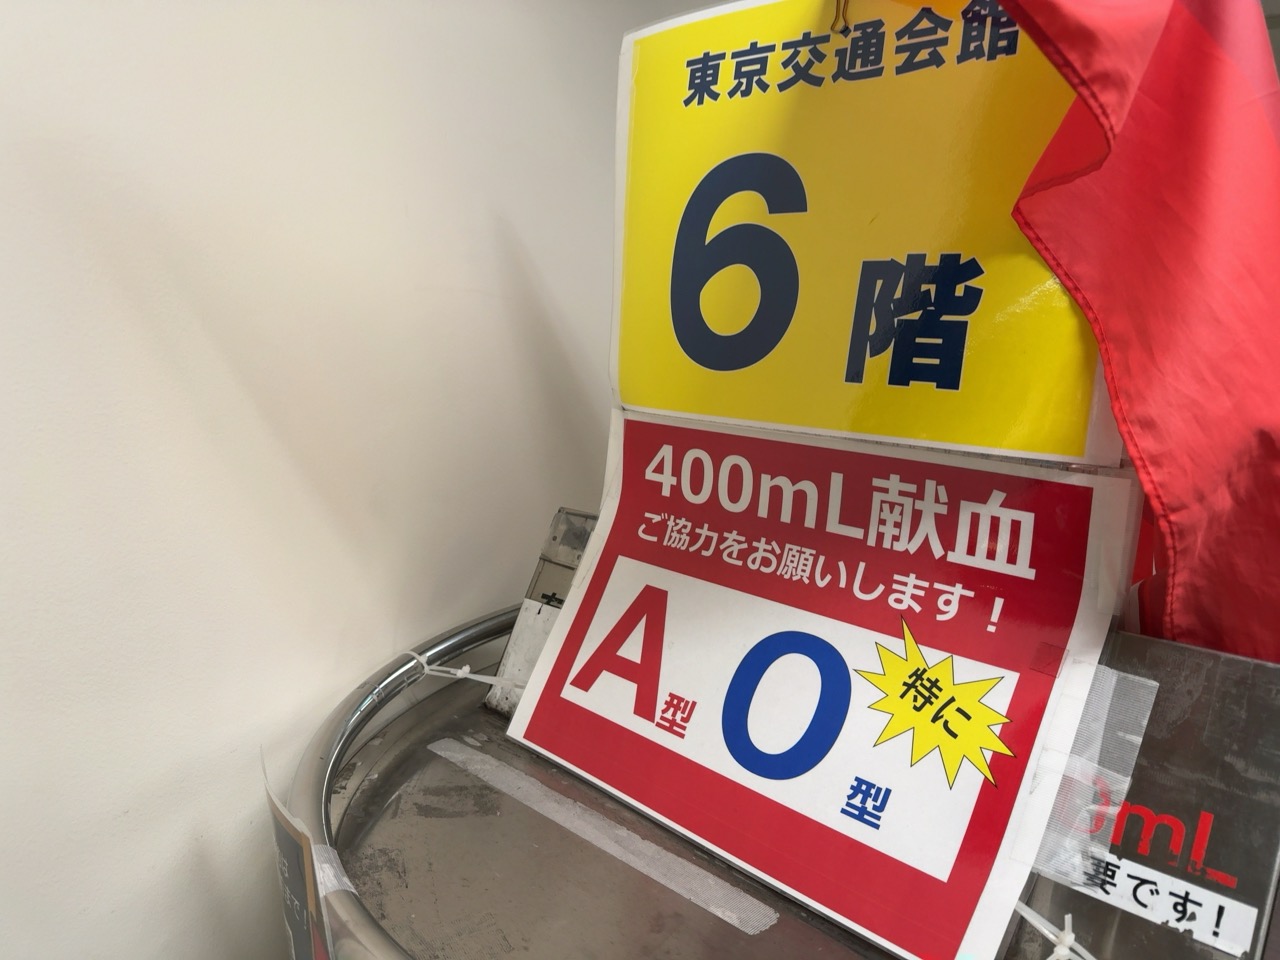 東京交通会館
6階
400mL献血
ご協力をお願いします！
A型 O型 特に
mL
要です！